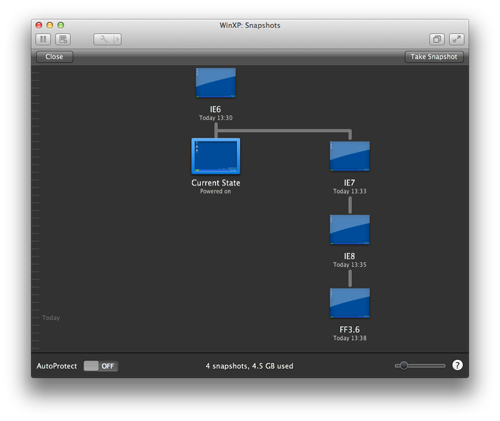 WinXP: Snapshots
Close
Take Snapshot
IE6
Today 13:30
Current State
Powered on
IE7
Today 13:33
IE8
Today 13:35
Today
FF3.6
Today 13:38
AutoProtect
OFF
4 snapshots, 4.5 GB used
?